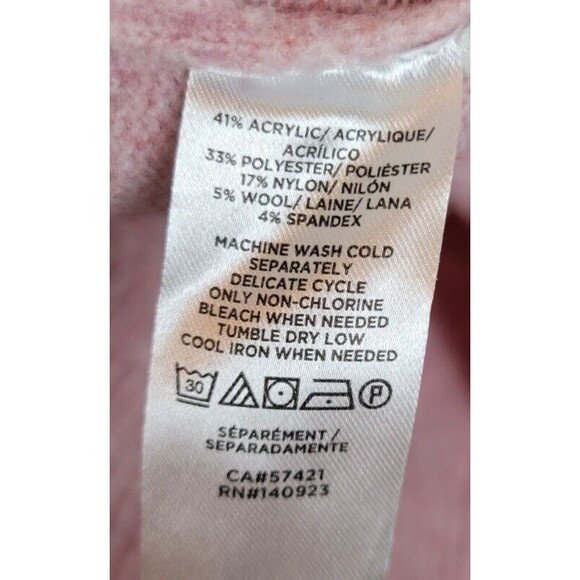 41% ACRYLIC/ ACRYLIQUE/
ACRÍLICO
33% POLYESTER/ POLIÉSTER
17% NYLON/ NILÓN
5% WOOL/ LAINE/ LANA
4% SPANDEX
MACHINE WASH COLD
SEPARATELY
DELICATE CYCLE
ONLY NON-CHLORINE
BLEACH WHEN NEEDED
TUMBLE DRY LOW
COOL IRON WHEN NEEDED
30 P
SÉPARÉMENT /
SEPARADAMENTE
CA#57421
RN#140923